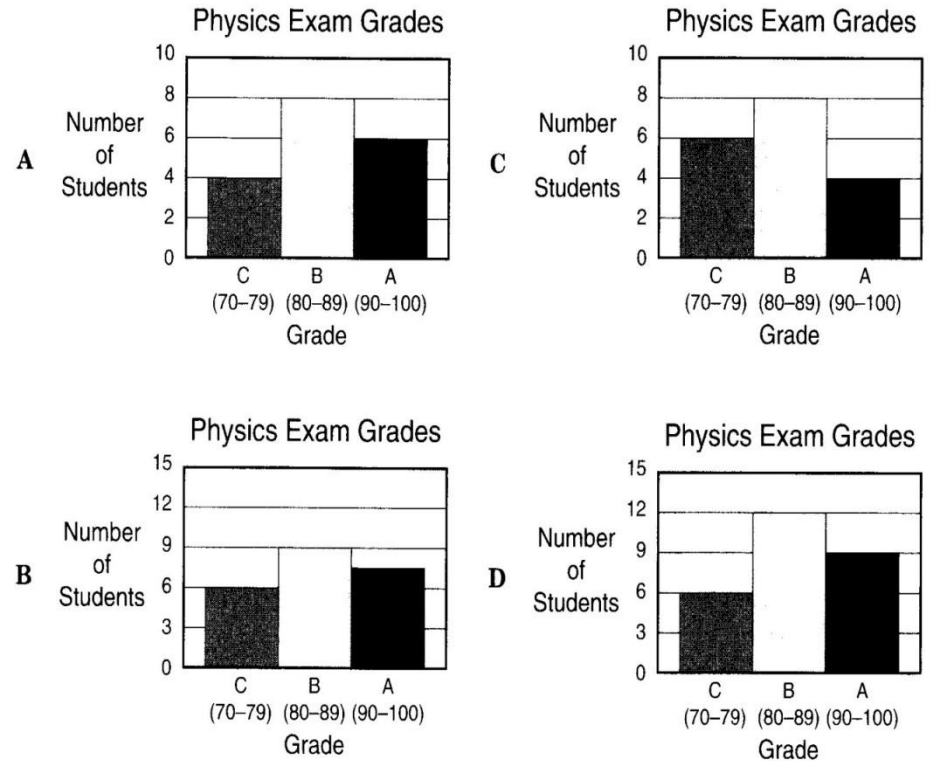 A
Physics Exam Grades
Number
of
Students
10
8
6
4
2
0
C B A
(70–79) (80–89) (90–100)
Grade
C
Physics Exam Grades
Number
of
Students
10
8
6
4
2
0
C B A
(70–79) (80–89) (90–100)
Grade
B
Physics Exam Grades
Number
of
Students
15
12
9
6
3
0
C B A
(70–79) (80–89) (90–100)
Grade
D
Physics Exam Grades
Number
of
Students
15
12
9
6
3
0
C B A
(70–79) (80–89) (90–100)
Grade